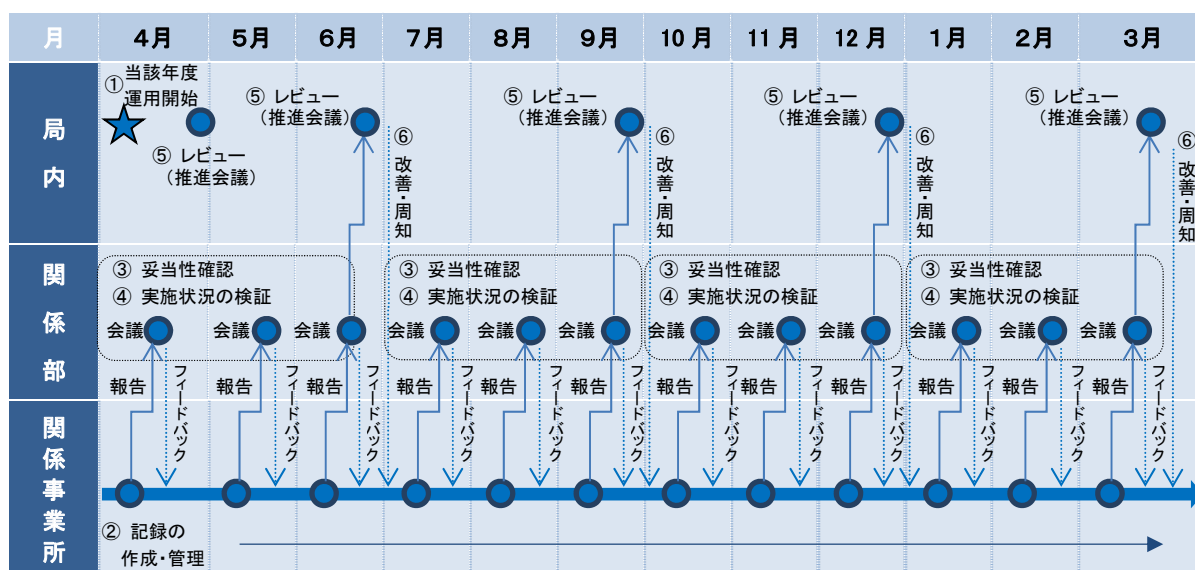 月 4月 5月 6月 7月 8月 9月 10 月 11 月 12 月 1月 2月 3月
局内
① 当該年度
運用開始
⑤ レビュー
（推進会議）
⑤ レビュー
（推進会議）
⑥ 改善・周知
⑤ レビュー
（推進会議）
⑥ 改善・周知
⑤ レビュー
（推進会議）
⑥ 改善・周知
⑤ レビュー
（推進会議）
⑥ 改善・周知
関係部
③ 妥当性確認
④ 実施状況の検証
会議 会議 会議
③ 妥当性確認
④ 実施状況の検証
会議 会議 会議
③ 妥当性確認
④ 実施状況の検証
会議 会議 会議
③ 妥当性確認
④ 実施状況の検証
会議 会議 会議
報告 フィードバック
報告 フィードバック
報告 フィードバック
報告 フィードバック
報告 フィードバック
報告 フィードバック
報告 フィードバック
報告 フィードバック
報告 フィードバック
報告 フィードバック
報告 フィードバック
報告 フィードバック
関係事業所
② 記録の
作成・管理